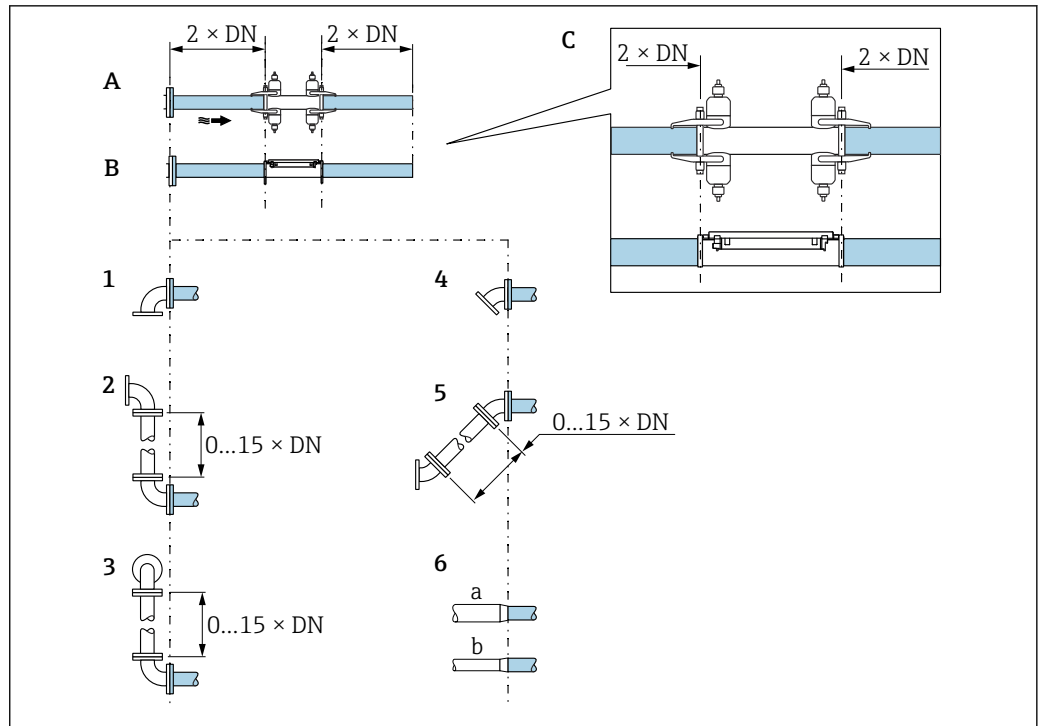 2 × DN
2 × DN
C
2 × DN
2 × DN
A
B
1
4
2
5
0...15 × DN
0...15 × DN
3
6
a
0...15 × DN
b